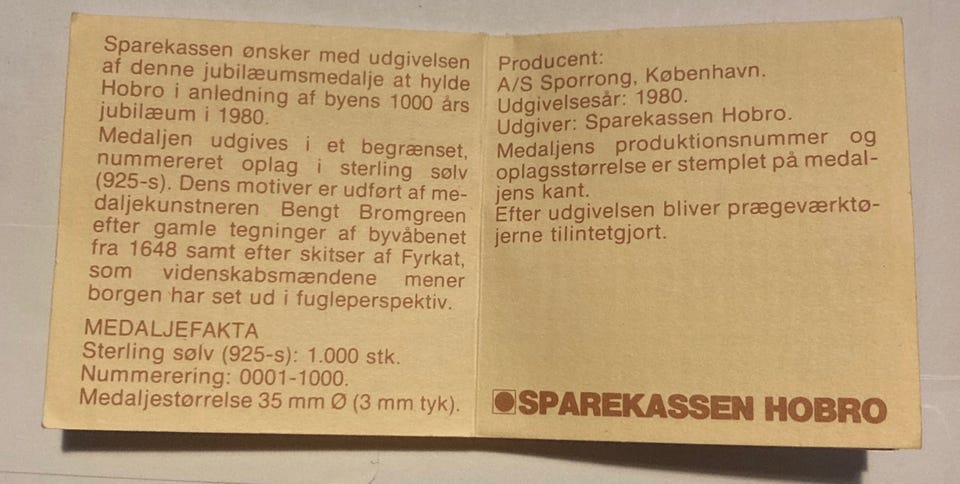 Sparekassen ønsker med udgivelsen
af denne jubilæumsmedalje at hylde
Hobro i anledning af byens 1000 års
jubilæum i 1980.
Medaljen udgives i et begrænset,
nummereret oplag i sterling sølv
(925-s). Dens motiver er udført af me-
daljekunstneren Bengt Bromgreen
efter gamle tegninger af byvåbenet
fra 1648 samt efter skitser af Fyrkat,
som videnskabsmændene mener
borgen har set ud i fugleperspektiv.
MEDALJEFAKTA
Sterling sølv (925-s): 1.000 stk.
Nummerering: 0001-1000.
Medaljestørrelse 35 mm Ø (3 mm tyk).
Producent:
A/S Sporrong, København.
Udgivelsesår: 1980.
Udgiver: Sparekassen Hobro.
Medaljens produktionsnummer og
oplagsstørrelse er stemplet på medal-
jens kant.
Efter udgivelsen bliver prægeværktø-
jerne tilintetgjort.
SPAREKASSEN HOBRO